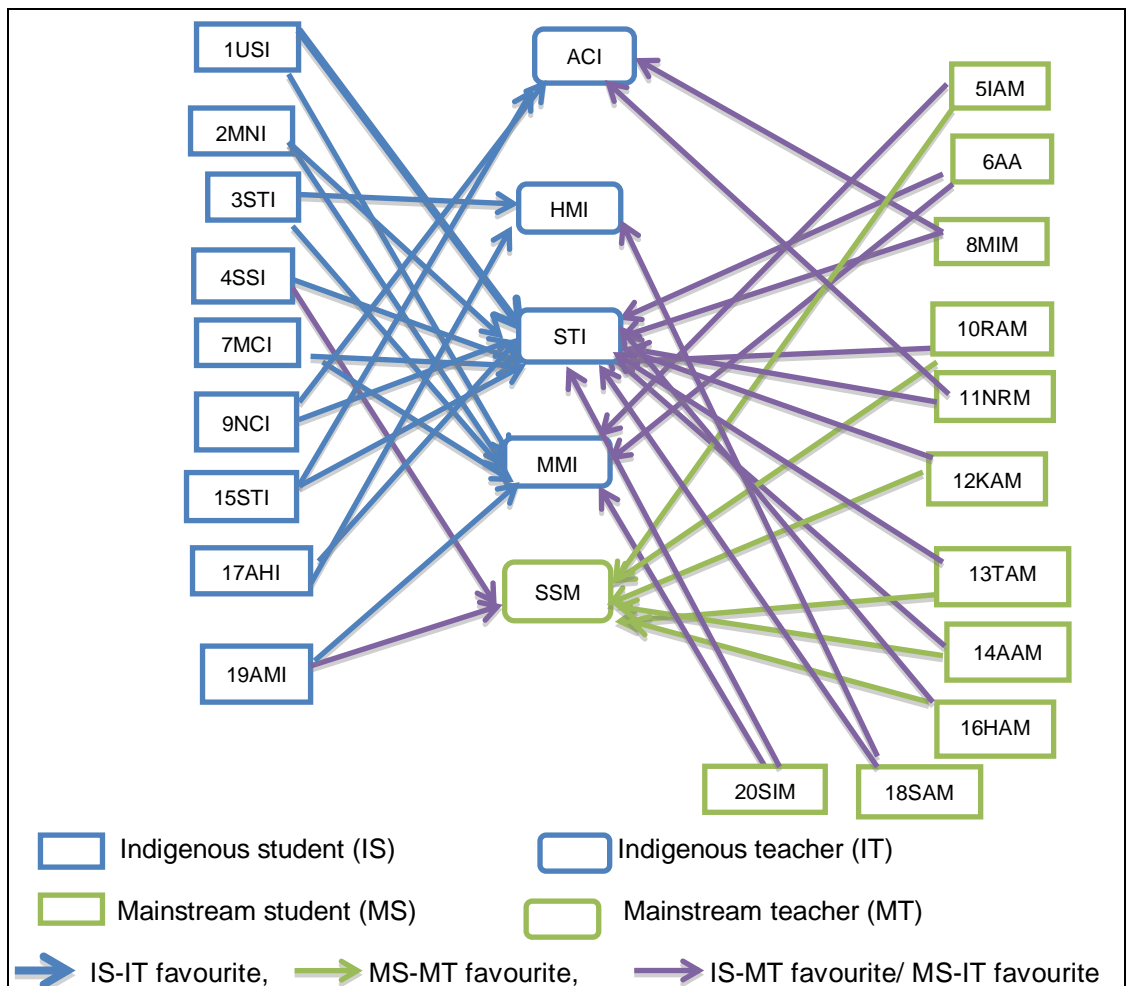 1USI
2MNI
3STI
4SSI
7MCI
9NCI
15STI
17AHI
19AMI
ACI
HMI
STI
MMI
SSM
5IAM
6AA
8MIM
10RAM
11NRM
12KAM
13TAM
14AAM
16HAM
18SAM
20SIM
Indigenous student (IS)
Indigenous teacher (IT)
Mainstream student (MS)
Mainstream teacher (MT)
IS-IT favourite, MS-MT favourite, IS-MT favourite/ MS-IT favourite